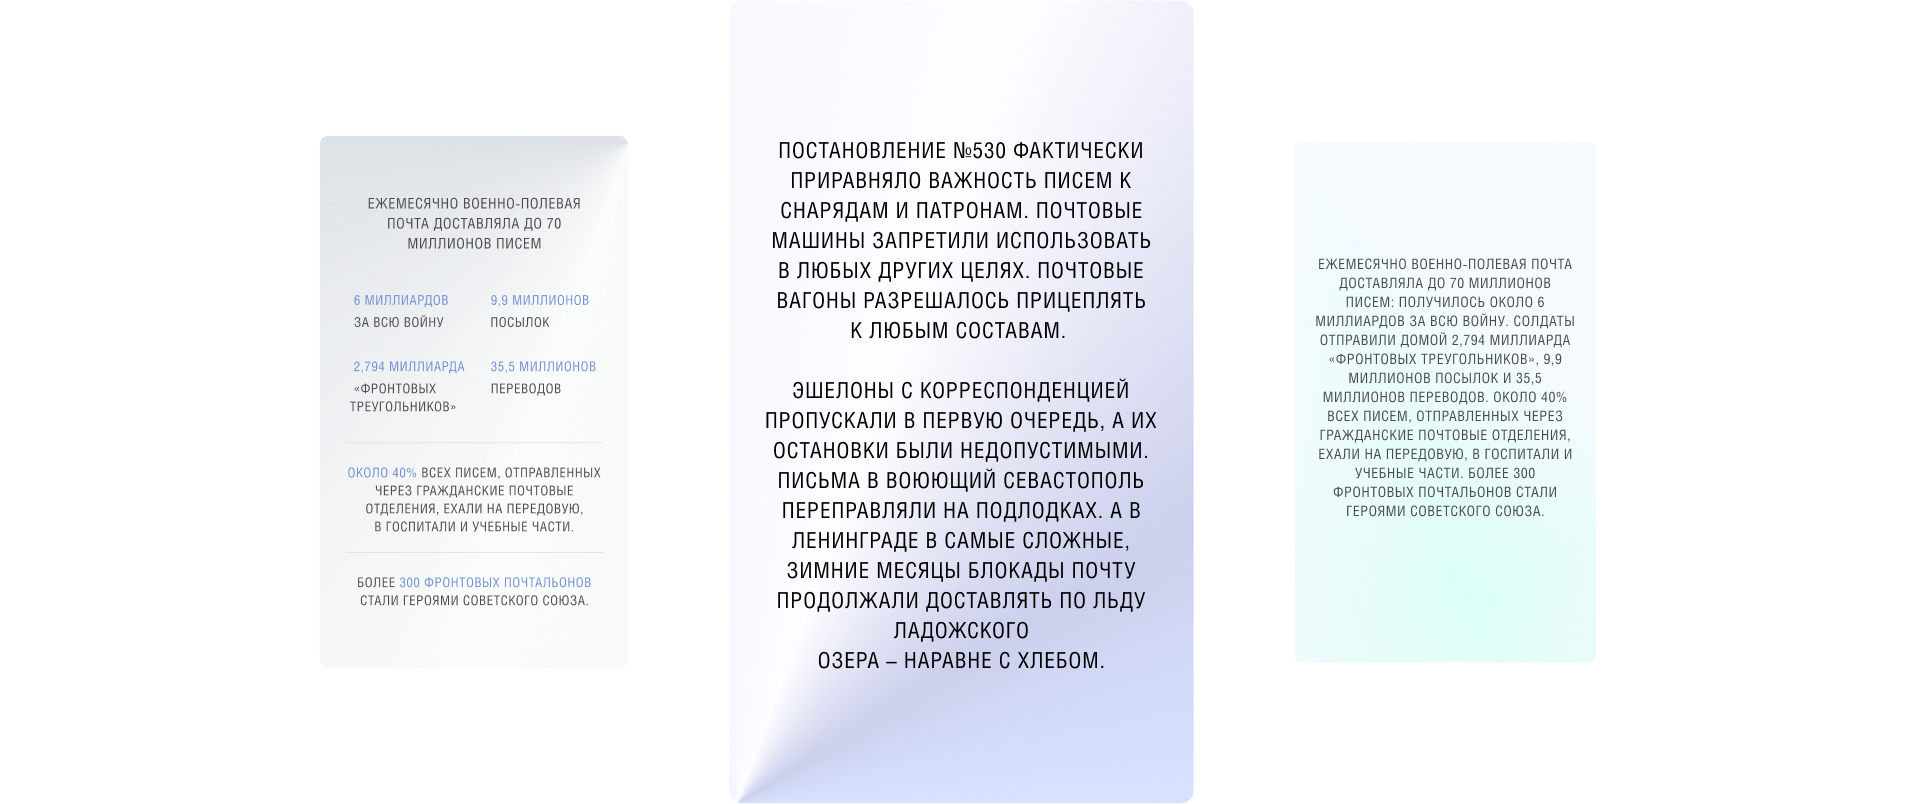 ЕЖЕМЕСЯЧНО ВОЕННО-ПОЛЕВАЯ
ПОЧТА ДОСТАВЛЯЛА ДО 70
МИЛЛИОНОВ ПИСЕМ
6 МИЛЛИАРДОВ
ЗА ВСЮ ВОЙНУ
9,9 МИЛЛИОНОВ
ПОСЫЛОК
2,794 МИЛЛИАРДА
«ФРОНТОВЫХ
ТРЕУГОЛЬНИКОВ»
35,5 МИЛЛИОНОВ
ПЕРЕВОДОВ
ОКОЛО 40% ВСЕХ ПИСЕМ, ОТПРАВЛЕННЫХ
ЧЕРЕЗ ГРАЖДАНСКИЕ ПОЧТОВЫЕ
ОТДЕЛЕНИЯ, ЕХАЛИ НА ПЕРЕДОВУЮ,
В ГОСПИТАЛИ И УЧЕБНЫЕ ЧАСТИ.
БОЛЕЕ 300 ФРОНТОВЫХ ПОЧТАЛЬОНОВ
СТАЛИ ГЕРОЯМИ СОВЕТСКОГО СОЮЗА.
ПОСТАНОВЛЕНИЕ №530 ФАКТИЧЕСКИ
ПРИРАВНЯЛО ВАЖНОСТЬ ПИСЕМ К
СНАРЯДАМ И ПАТРОНАМ. ПОЧТОВЫЕ
МАШИНЫ ЗАПРЕТИЛИ ИСПОЛЬЗОВАТЬ
В ЛЮБЫХ ДРУГИХ ЦЕЛЯХ. ПОЧТОВЫЕ
ВАГОНЫ РАЗРЕШАЛОСЬ ПРИЦЕПЛЯТЬ
К ЛЮБЫМ СОСТАВАМ.
ЭШЕЛОНЫ С КОРРЕСПОНДЕНЦИЕЙ
ПРОПУСКАЛИ В ПЕРВУЮ ОЧЕРЕДЬ, А ИХ
ОСТАНОВКИ БЫЛИ НЕДОПУСТИМЫМИ.
ПИСЬМА В ВОЮЮЩИЙ СЕВАСТОПОЛЬ
ПЕРЕПРАВЛЯЛИ НА ПОДЛОДКАХ. А В
ЛЕНИНГРАДЕ В САМЫЕ СЛОЖНЫЕ,
ЗИМНИЕ МЕСЯЦЫ БЛОКАДЫ ПОЧТУ
ПРОДОЛЖАЛИ ДОСТАВЛЯТЬ ПО ЛЬДУ
ЛАДОЖСКОГО
ОЗЕРА – НАРАВНЕ С ХЛЕБОМ.
ЕЖЕМЕСЯЧНО ВОЕННО-ПОЛЕВАЯ ПОЧТА
ДОСТАВЛЯЛА ДО 70 МИЛЛИОНОВ
ПИСЕМ: ПОЛУЧИЛОСЬ ОКОЛО 6
МИЛЛИАРДОВ ЗА ВСЮ ВОЙНУ. СОЛДАТЫ
ОТПРАВИЛИ ДОМОЙ 2,794 МИЛЛИАРДА
«ФРОНТОВЫХ ТРЕУГОЛЬНИКОВ», 9,9
МИЛЛИОНОВ ПОСЫЛОК И 35,5
МИЛЛИОНОВ ПЕРЕВОДОВ. ОКОЛО 40%
ВСЕХ ПИСЕМ, ОТПРАВЛЕННЫХ ЧЕРЕЗ
ГРАЖДАНСКИЕ ПОЧТОВЫЕ ОТДЕЛЕНИЯ,
ЕХАЛИ НА ПЕРЕДОВУЮ, В ГОСПИТАЛИ И
УЧЕБНЫЕ ЧАСТИ. БОЛЕЕ 300
ФРОНТОВЫХ ПОЧТАЛЬОНОВ СТАЛИ
ГЕРОЯМИ СОВЕТСКОГО СОЮЗА.